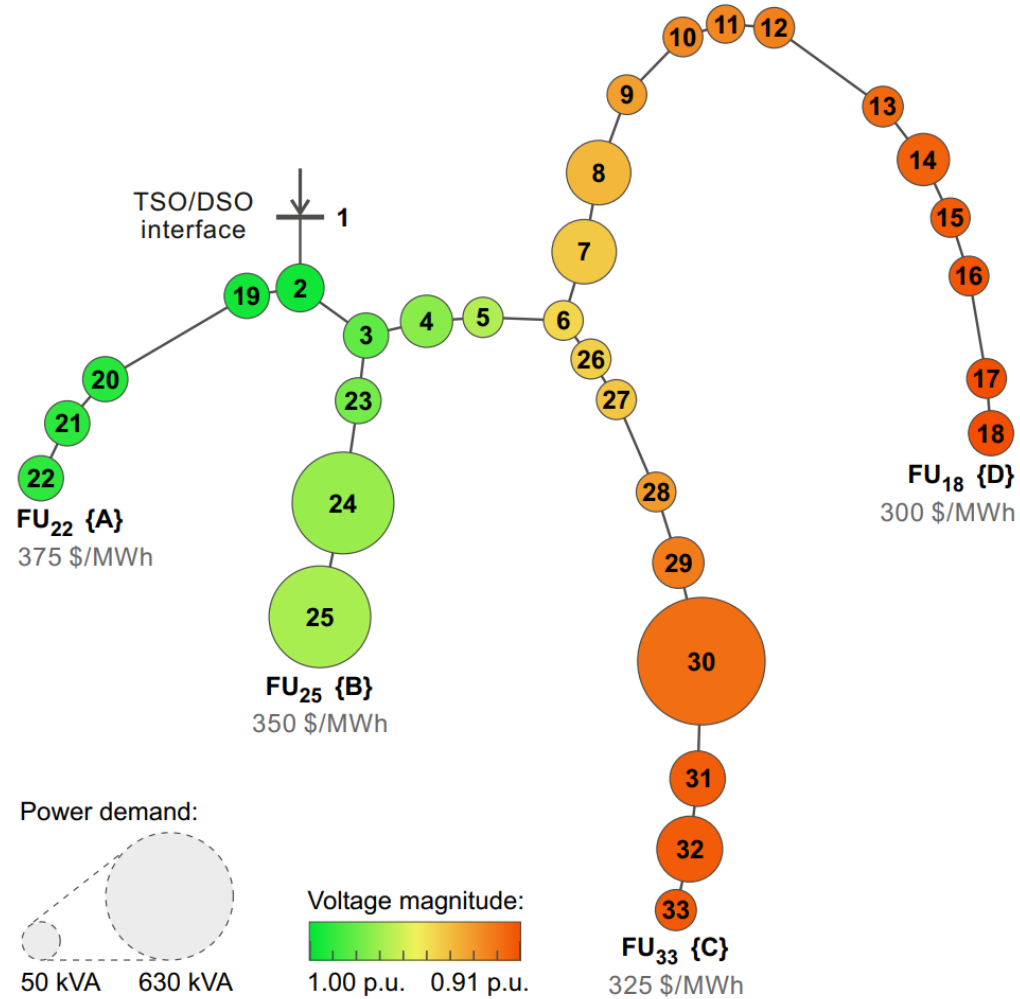 10
11
12
9
13
8
14
TSO/DSO
interface
1
15
7
16
19
2
3
4
5
6
26
20
27
17
21
23
18
22
FU18 {D}
300 $/MWh
FU22 {A}
375 $/MWh
24
28
29
25
30
FU25 {B}
350 $/MWh
31
Power demand:
32
Voltage magnitude:
33
FU33 {C}
325 $/MWh
50 kVA
630 kVA
1.00 p.u.
0.91 p.u.